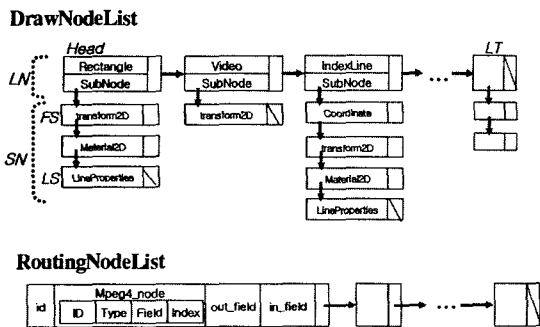 DrawNodeList
Head LT
LN Rectangle Video IndexLine
SubNode SubNode SubNode ...
FS transform2D transform2D Coordinate
SN Material2D transform2D
LS LineProperties Material2D
LineProperties
RoutingNodeList
Mpeg4_node
id ID Type Field Index out_field in_field ...